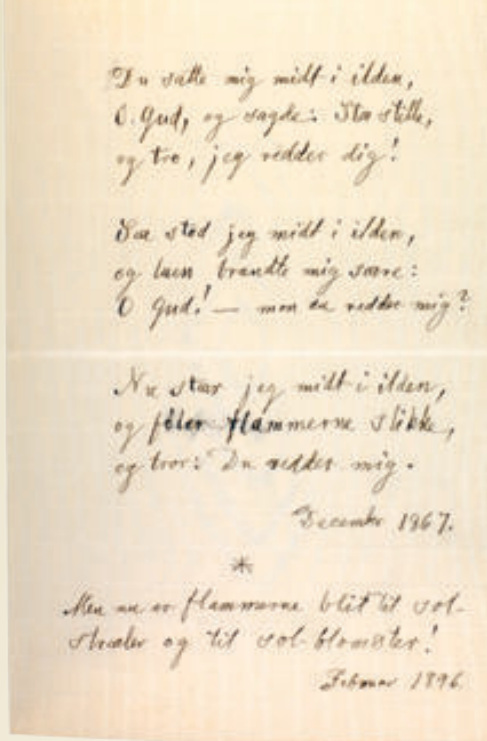 Du satte mig midt i ilden,
O. Gud, og sagde: Staa stille,
og tro, jeg redder dig!
Saa stod jeg midt i ilden,
og luen brandte mig saare:
O Gud! — mon du redder mig?
Nu staar jeg midt i ilden,
og føler flammerne slikke,
og tror: Du redder mig.
December 1867.
*
Men nu er flammerne blit til sol-
straaler og til sol-blomster!
Februar 1896.